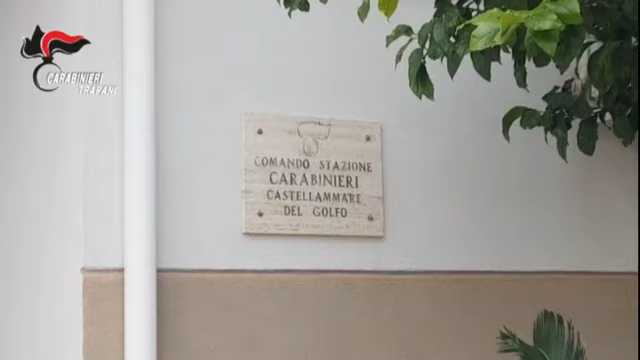 CARABINIERI
TRAPANI
COMANDO STAZIONE
CARABINIERI
CASTELLAMMARE
DEL GOLFO